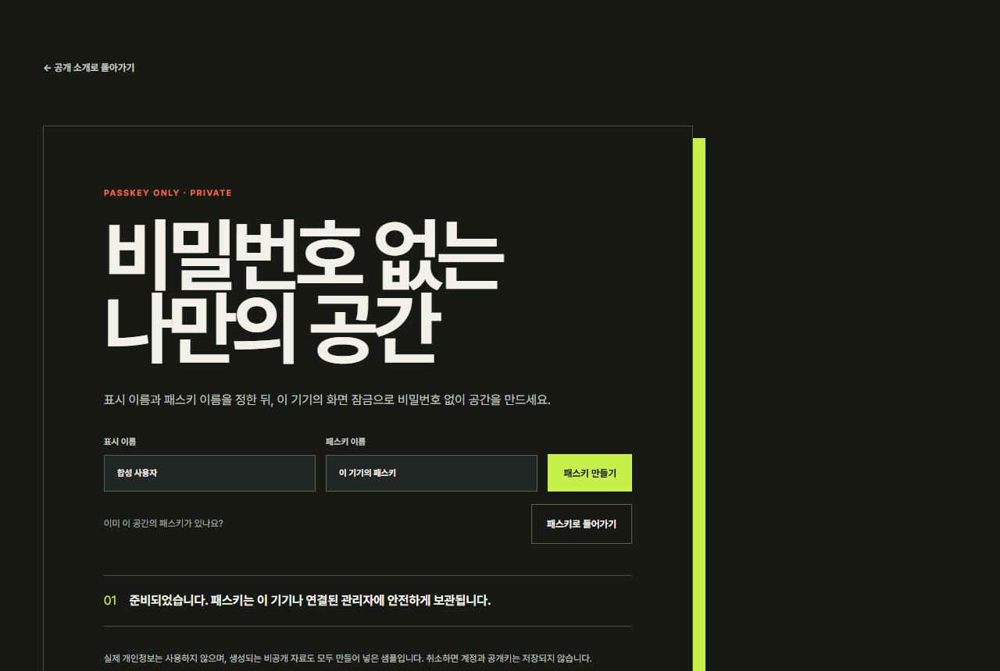 ← 공개 소개로 돌아가기
PASSKEY ONLY · PRIVATE
비밀번호 없는
나만의 공간
표시 이름과 패스키 이름을 정한 뒤, 이 기기의 화면 잠금으로 비밀번호 없이 공간을 만드세요.
표시 이름
패스키 이름
합성 사용자
이 기기의 패스키
패스키 만들기
이미 이 공간의 패스키가 있나요?
패스키로 들어가기
01 준비되었습니다. 패스키는 이 기기나 연결된 관리자에 안전하게 보관됩니다.
실제 개인정보는 사용하지 않으며, 생성되는 비공개 자료도 모두 만들어 넣은 샘플입니다. 취소하면 계정과 공개키는 저장되지 않습니다.